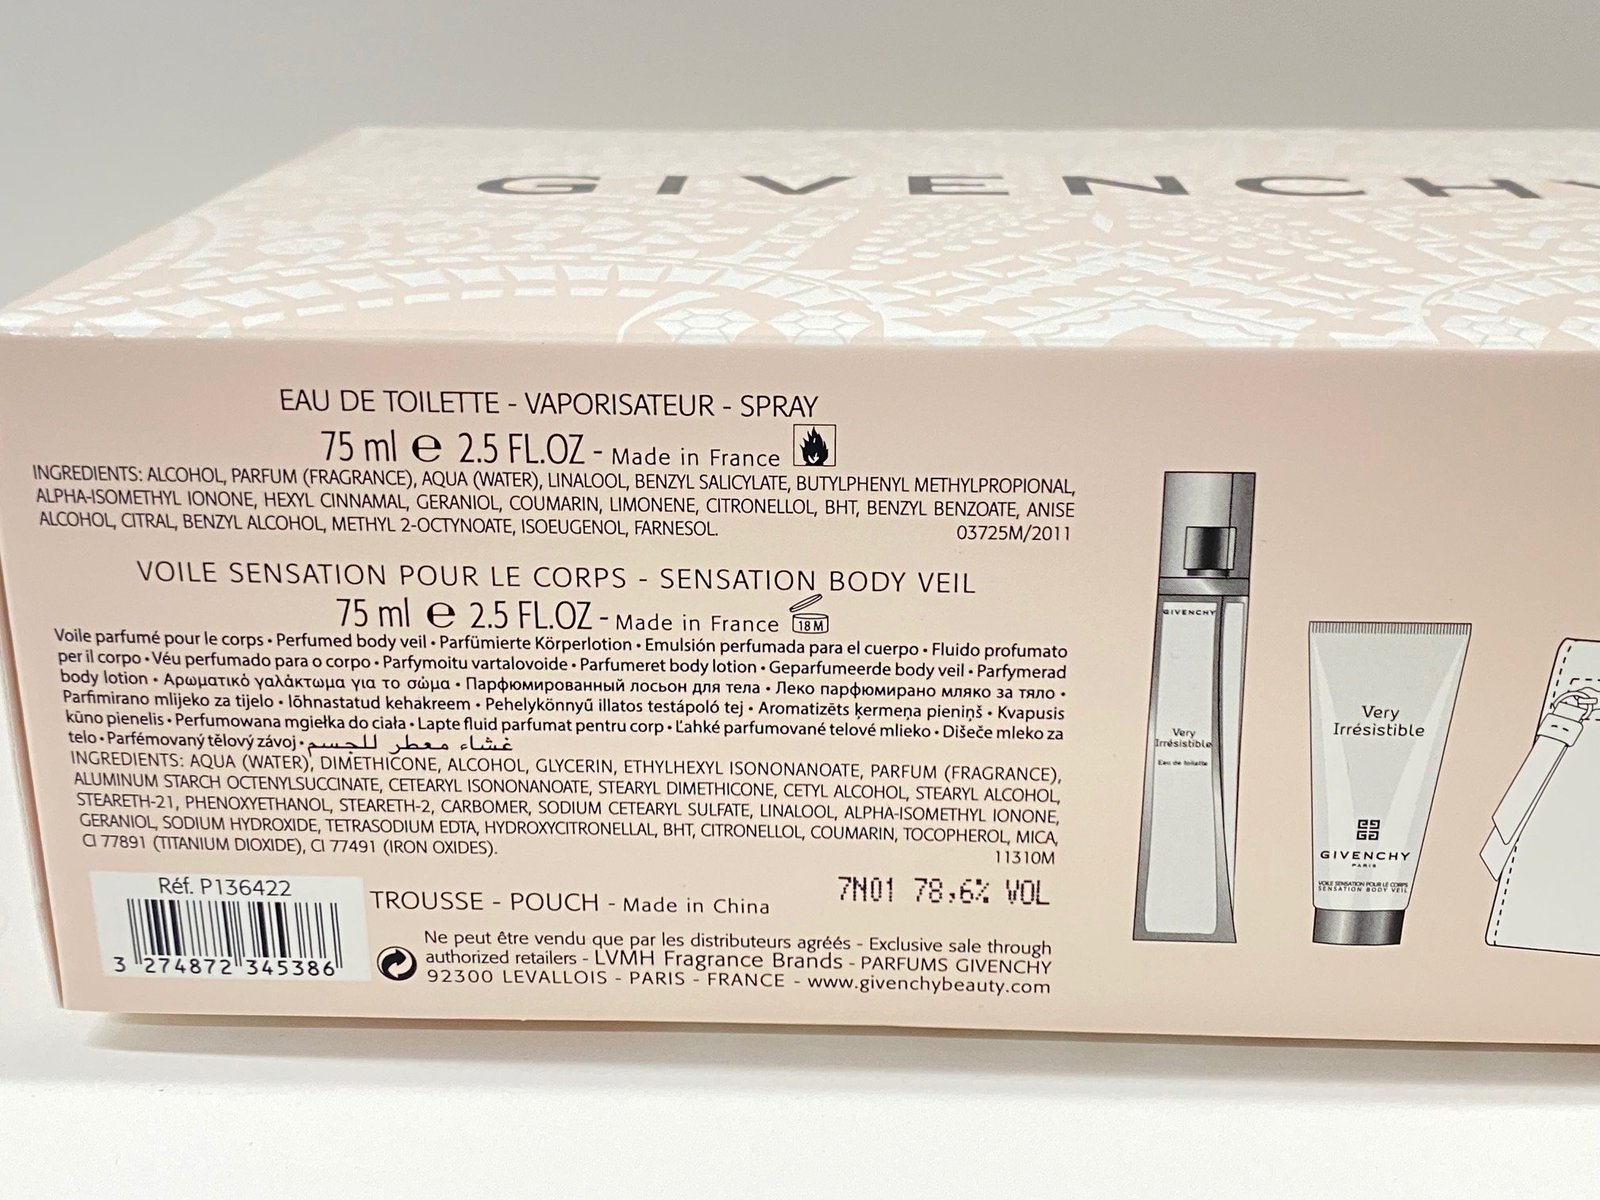 GIVENCHY
EAU DE TOILETTE - VAPORISATEUR - SPRAY
75 ml ℮ 2.5 FL.OZ - Made in France
INGREDIENTS: ALCOHOL, PARFUM (FRAGRANCE), AQUA (WATER), LINALOOL, BENZYL SALICYLATE, BUTYLPHENYL METHYLPROPIONAL,
ALPHA-ISOMETHYL IONONE, HEXYL CINNAMAL, GERANIOL, COUMARIN, LIMONENE, CITRONELLOL, BHT, BENZYL BENZOATE, ANISE
ALCOHOL, CITRAL, BENZYL ALCOHOL, METHYL 2-OCTYNOATE, ISOEUGENOL, FARNESOL. 03725M/2011
VOILE SENSATION POUR LE CORPS - SENSATION BODY VEIL
75 ml ℮ 2.5 FL.OZ - Made in France 18M
Voile parfumé pour le corps • Perfumed body veil • Parfümierte Körperlotion • Emulsión perfumada para el cuerpo • Fluido profumato
per il corpo • Véu perfumado para o corpo • Parfymoitu vartalovoide • Parfumeret body lotion • Geparfumeerde body veil • Parfymerad
body lotion • Αρωματικό γαλάκτωμα για το σώμα • Парфюмированный лосьон для тела • Леко парфюмирано мляко за тяло •
Parfimirano mlijeko za tijelo • lõhnastatud kehakreem • Pehelykönnyű illatos testápoló tej • Aromatizēts ķermeņa pieniņš • Kvapusis
kūno pienelis • Perfumowana mgiełka do ciała • Lapte fluid parfumat pentru corp • Ľahké parfumované telové mlieko • Dišeče mleko za
telo • Parfémovaný tělový závoj • غشاء معطر للجسم
INGREDIENTS: AQUA (WATER), DIMETHICONE, ALCOHOL, GLYCERIN, ETHYLHEXYL ISONONANOATE, PARFUM (FRAGRANCE),
ALUMINUM STARCH OCTENYLSUCCINATE, CETEARYL ISONONANOATE, STEARYL DIMETHICONE, CETYL ALCOHOL, STEARYL ALCOHOL,
STEARETH-21, PHENOXYETHANOL, STEARETH-2, CARBOMER, SODIUM CETEARYL SULFATE, LINALOOL, ALPHA-ISOMETHYL IONONE,
GERANIOL, SODIUM HYDROXIDE, TETRASODIUM EDTA, HYDROXYCITRONELLAL, BHT, CITRONELLOL, COUMARIN, TOCOPHEROL, MICA,
CI 77891 (TITANIUM DIOXIDE), CI 77491 (IRON OXIDES). 11310M
Réf. P136422
3 274872 345386
TROUSSE - POUCH - Made in China
7N01 78,6% VOL
Ne peut être vendu que par les distributeurs agréés - Exclusive sale through
authorized retailers - LVMH Fragrance Brands - PARFUMS GIVENCHY
92300 LEVALLOIS - PARIS - FRANCE - www.givenchybeauty.com
GIVENCHY
Very
Irrésistible
Eau de toilette
Very
Irrésistible
GIVENCHY
PARIS
VOILE SENSATION POUR LE CORPS
SENSATION BODY VEIL